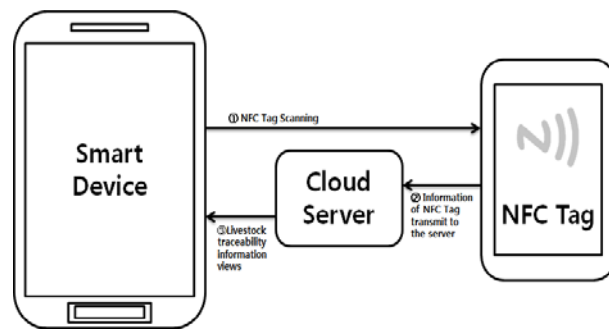 ① NFC Tag Scanning
Smart
Device
Cloud
Server
② Information
of NFC Tag
transmit to
the server
NFC Tag
③Livestock
traceability
information
views